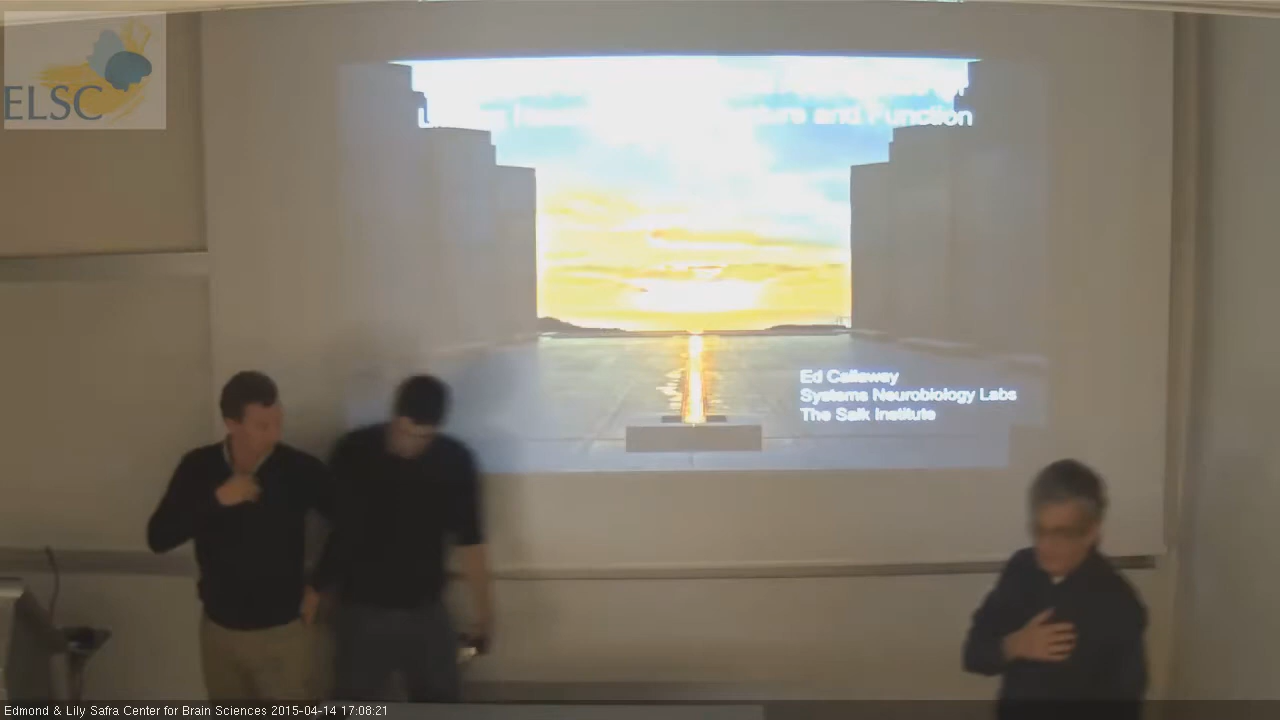 ELSC
and Function
Ed Callaway
Systems Neurobiology Labs
The Salk Institute
Edmond & Lily Safra Center for Brain Sciences 2015-04-14 17:08:21